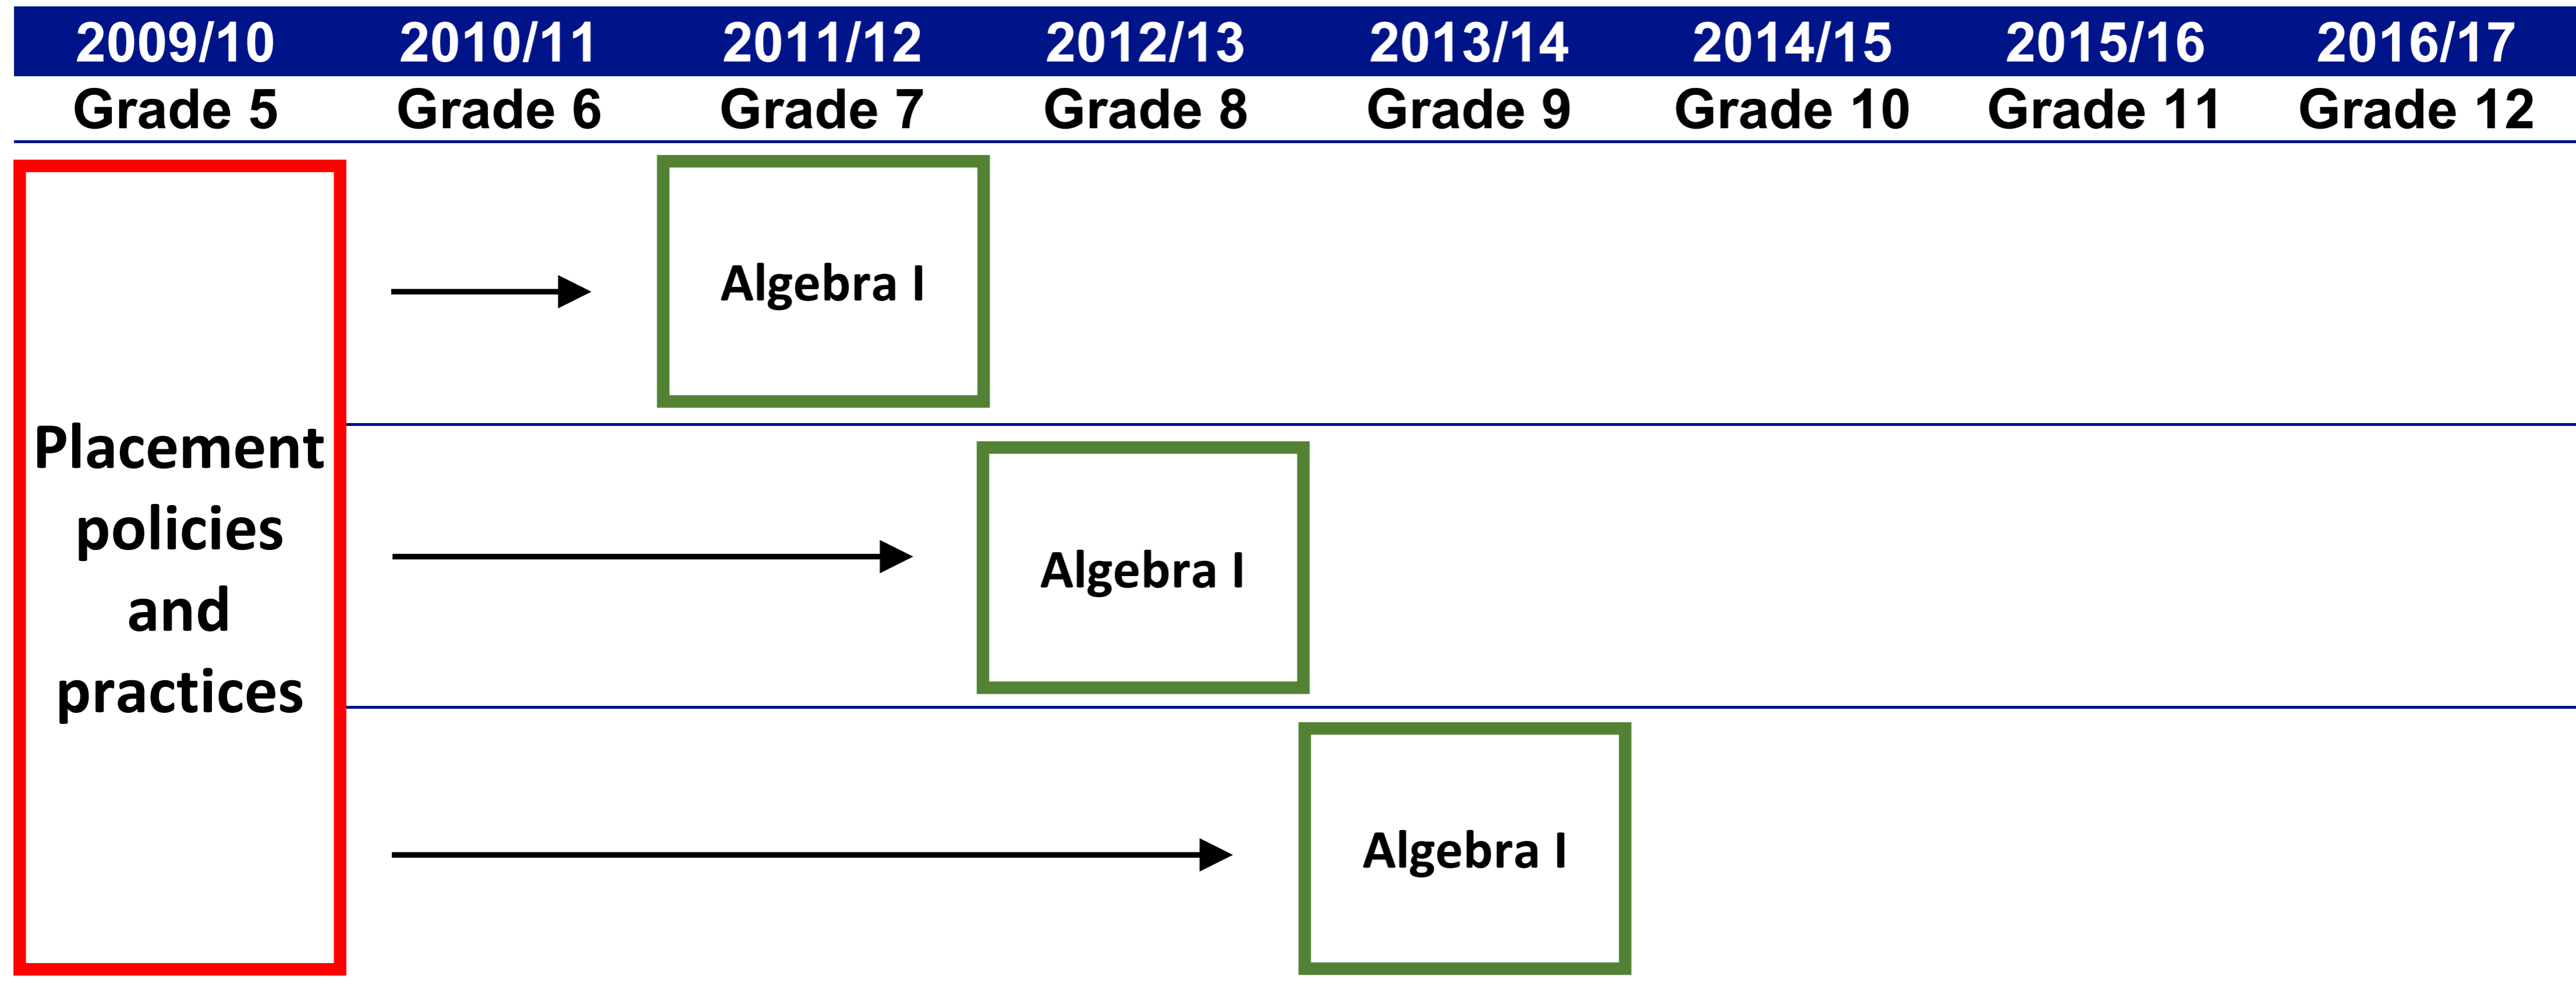 2009/10 2010/11 2011/12 2012/13 2013/14 2014/15 2015/16 2016/17
Grade 5 Grade 6 Grade 7 Grade 8 Grade 9 Grade 10 Grade 11 Grade 12
Placement
policies
and
practices
Algebra I
Algebra I
Algebra I